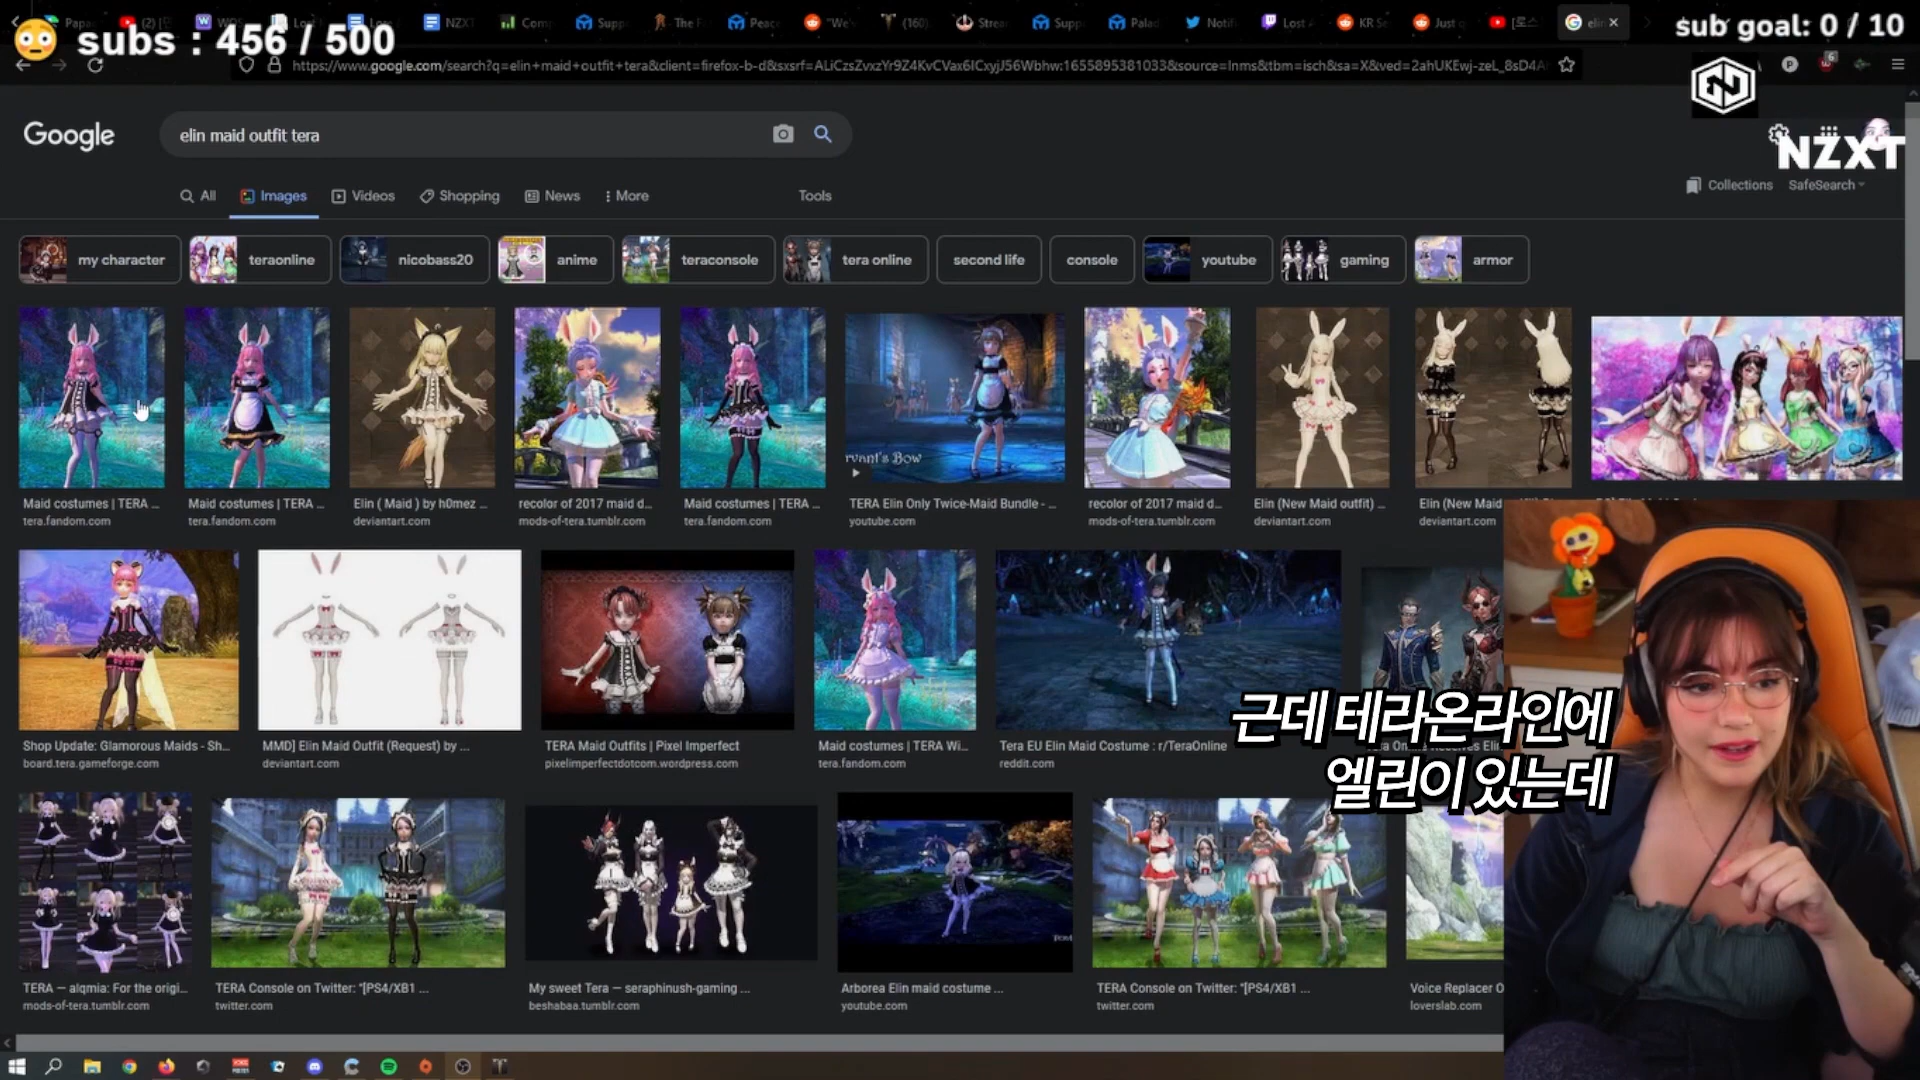 subs : 456 / 500
sub goal: 0 / 10
NZXT
https://www.google.com/search?q=elin+maid+outfit+tera&client=firefox-b-d&sxsrf=
Google
elin maid outfit tera
NZXT
All Images Videos Shopping News More Tools
Collections SafeSearch
my character teraonline nicobass20 anime teraconsole tera online second life console youtube gaming armor
rvant's Bow
Maid costumes | TERA ...
tera.fandom.com
Maid costumes | TERA ...
tera.fandom.com
Elin ( Maid ) by h0mez ...
deviantart.com
recolor of 2017 maid d...
mods-of-tera.tumblr.com
Maid costumes | TERA ...
tera.fandom.com
TERA Elin Only Twice-Maid Bundle - ...
youtube.com
recolor of 2017 maid d...
mods-of-tera.tumblr.com
Elin (New Maid outfit) ...
deviantart.com
Elin (New Maid
deviantart.com
근데 테라온라인에
엘린이 있는데
Shop Update: Glamorous Maids - Sh...
board.tera.gameforge.com
MMD] Elin Maid Outfit (Request) by ...
deviantart.com
TERA Maid Outfits | Pixel Imperfect
pixelimperfectdotcom.wordpress.com
Maid costumes | TERA Wi...
tera.fandom.com
Tera EU Elin Maid Costume : r/TeraOnline
reddit.com
TERA — alqmia: For the origi...
mods-of-tera.tumblr.com
TERA Console on Twitter: "[PS4/XB1 ...
twitter.com
My sweet Tera — seraphinush-gaming ...
beshabaa.tumblr.com
Arborea Elin maid costume ...
youtube.com
TERA Console on Twitter: "[PS4/XB1 ...
twitter.com
Voice Replacer
loverslab.com